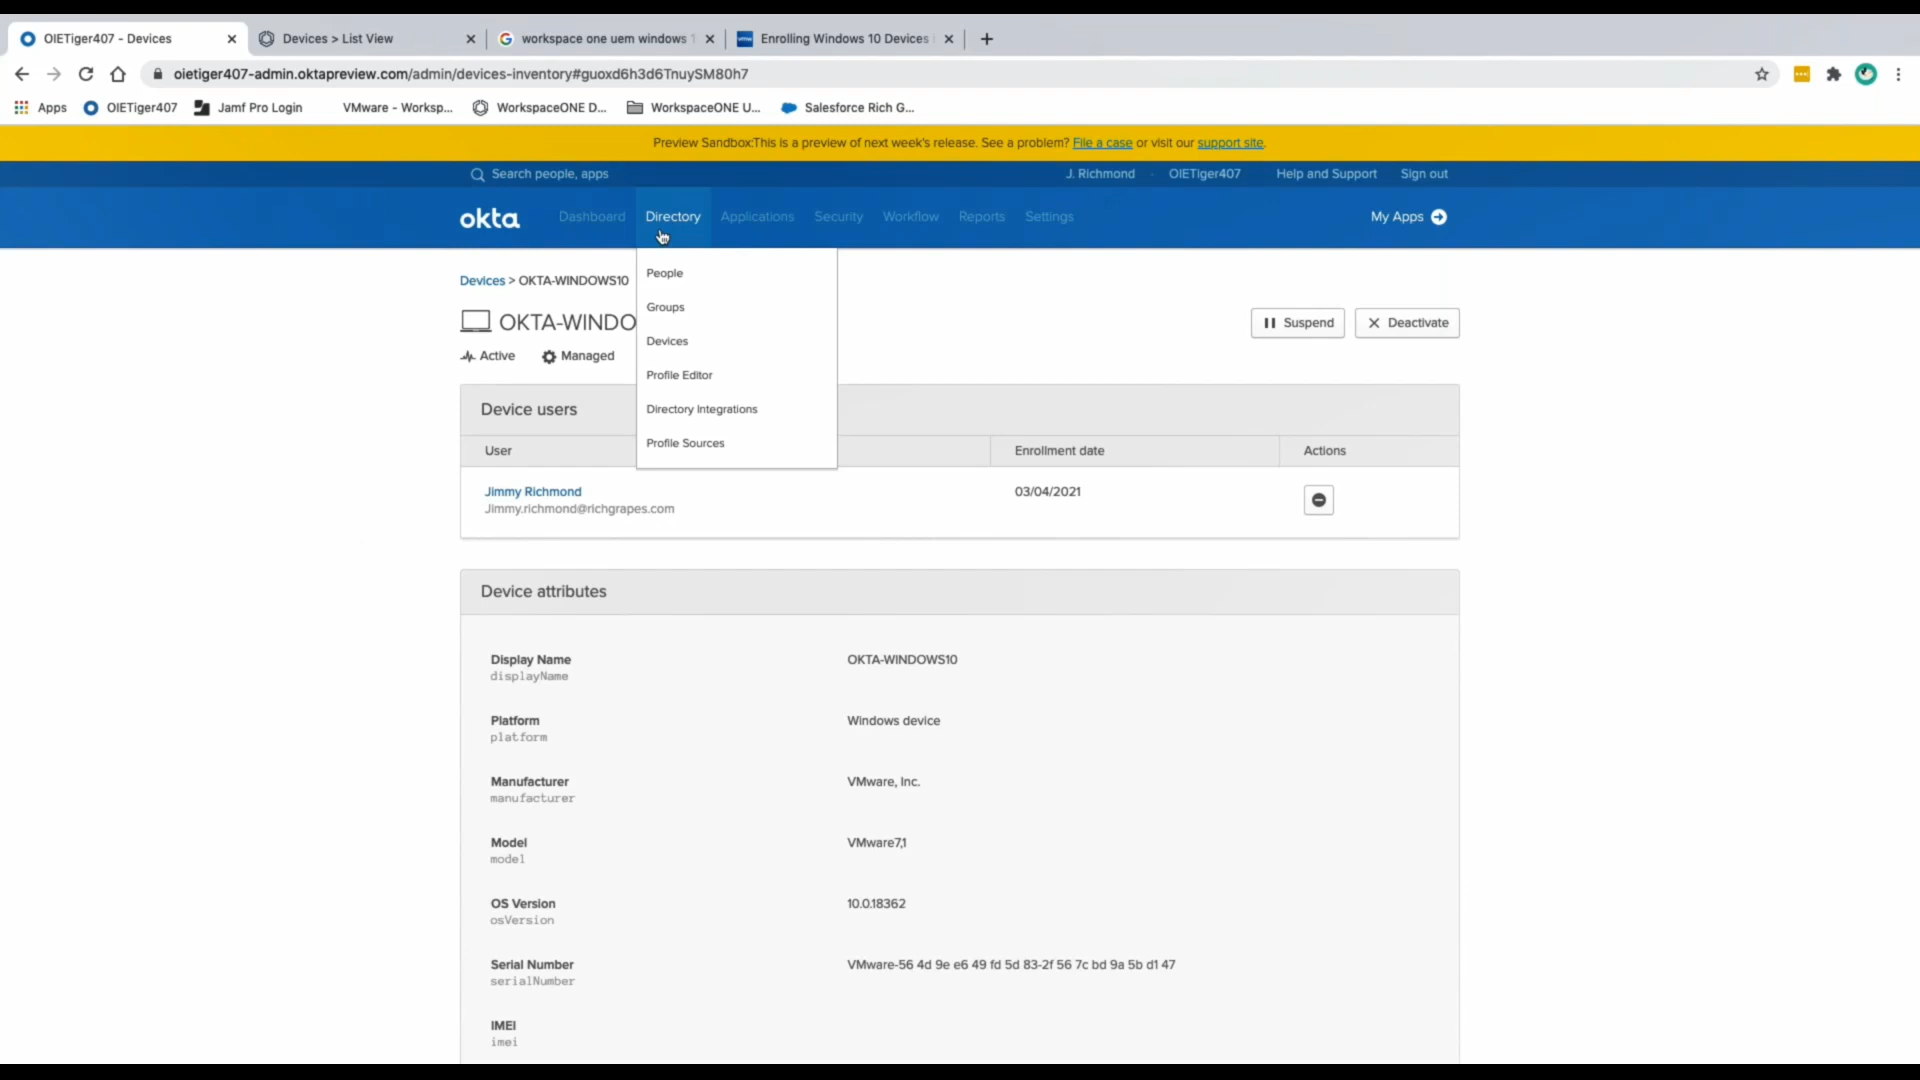 OIETiger407 - Devices
Devices > List View
workspace one uem windows 1
Enrolling Windows 10 Devices i
oietiger407-admin.oktapreview.com/admin/devices-inventory#guoxd6h3d6TnuySM80h7
Apps
OIETiger407
Jamf Pro Login
VMware - Worksp...
WorkspaceONE D...
WorkspaceONE U...
Salesforce Rich G...
Preview Sandbox:This is a preview of next week's release. See a problem? File a case or visit our support site.
Search people, apps
J. Richmond · OIETiger407
Help and Support
Sign out
okta
Dashboard
Directory
Applications
Security
Workflow
Reports
Settings
My Apps
People
Groups
Devices
Profile Editor
Directory Integrations
Profile Sources
Devices > OKTA-WINDOWS10
OKTA-WINDO
Suspend
Deactivate
Active
Managed
Device users
User
Enrollment date
Actions
Jimmy Richmond
Jimmy.richmond@richgrapes.com
03/04/2021
Device attributes
Display Name
displayName
OKTA-WINDOWS10
Platform
platform
Windows device
Manufacturer
manufacturer
VMware, Inc.
Model
model
VMware7,1
OS Version
osVersion
10.0.18362
Serial Number
serialNumber
VMware-56 4d 9e e6 49 fd 5d 83-2f 56 7c bd 9a 5b d1 47
IMEI
imei